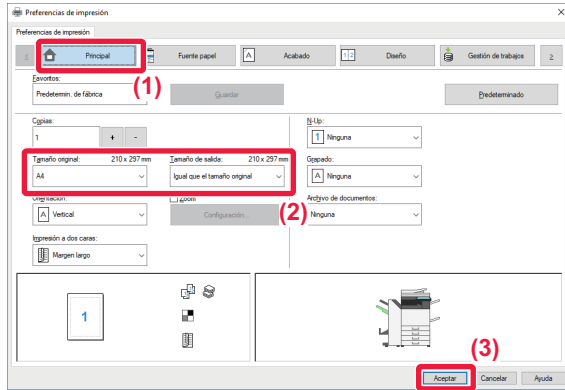 Preferencias de impresión
Preferencias de impresión
Principal
Fuente papel
Acabado
Diseño
Gestión de trabajos
Favoritos:
(1)
Predetermin. de fábrica
Guardar
Predeterminado
Copias:
1
+ -
N-Up:
1 Ninguna
Tamaño original: 210 x 297 mm
Tamaño de salida: 210 x 297 mm
Grapado:
A4
Igual que el tamaño original
A Ninguna
Orientación:
Zoom
(2)
Archivo de documentos:
A Vertical
Configuración...
Ninguna
Impresión a dos caras:
Margen largo
1
(3)
Aceptar
Cancelar
Ayuda